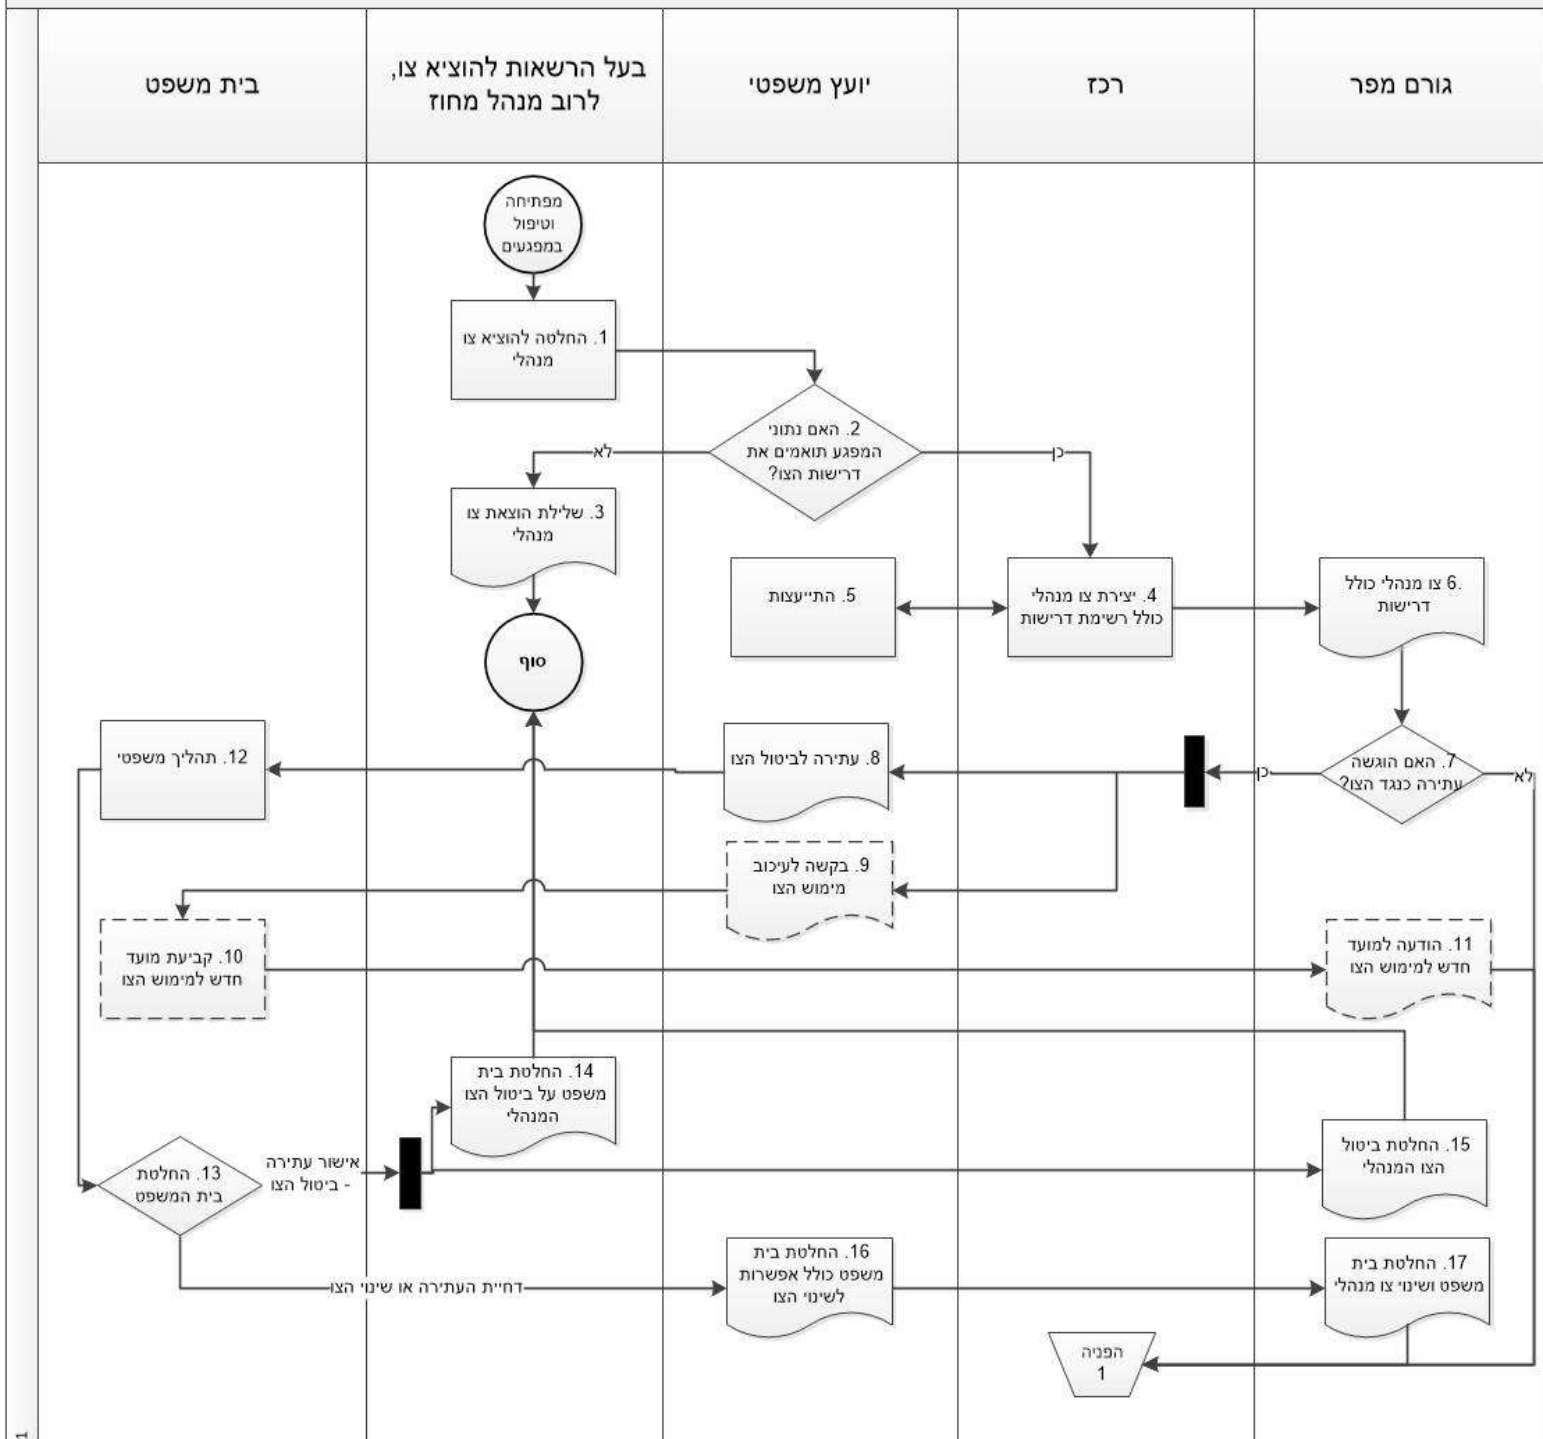 גורם מפר
רכז
יועץ משפטי
בעל הרשאות להוציא צו,
לרוב מנהל מחוז
בית משפט
מפתיחה
וטיפול
במפגעים
1. החלטה להוציא צו
מנהלי
2. האם נתוני
המפגע תואמים את
דרישות הצו?
כן
לא
3. שלילת הוצאת צו
מנהלי
סוף
4. יצירת צו מנהלי
כולל רשימת דרישות
5. התייעצות
6. צו מנהלי כולל
דרישות
7. האם הוגשה
עתירה כנגד הצו?
לא
כן
8. עתירה לביטול הצו
12. תהליך משפטי
9. בקשה לעיכוב
מימוש הצו
10. קביעת מועד
חדש למימוש הצו
11. הודעה למועד
חדש למימוש הצו
13. החלטת
בית המשפט
אישור עתירה
- ביטול הצו
14. החלטת בית
משפט על ביטול הצו
המנהלי
15. החלטת ביטול
הצו המנהלי
דחיית העתירה או שינוי הצו
16. החלטת בית
משפט כולל אפשרות
לשינוי הצו
17. החלטת בית
משפט ושינוי צו מנהלי
הפניה
1
1